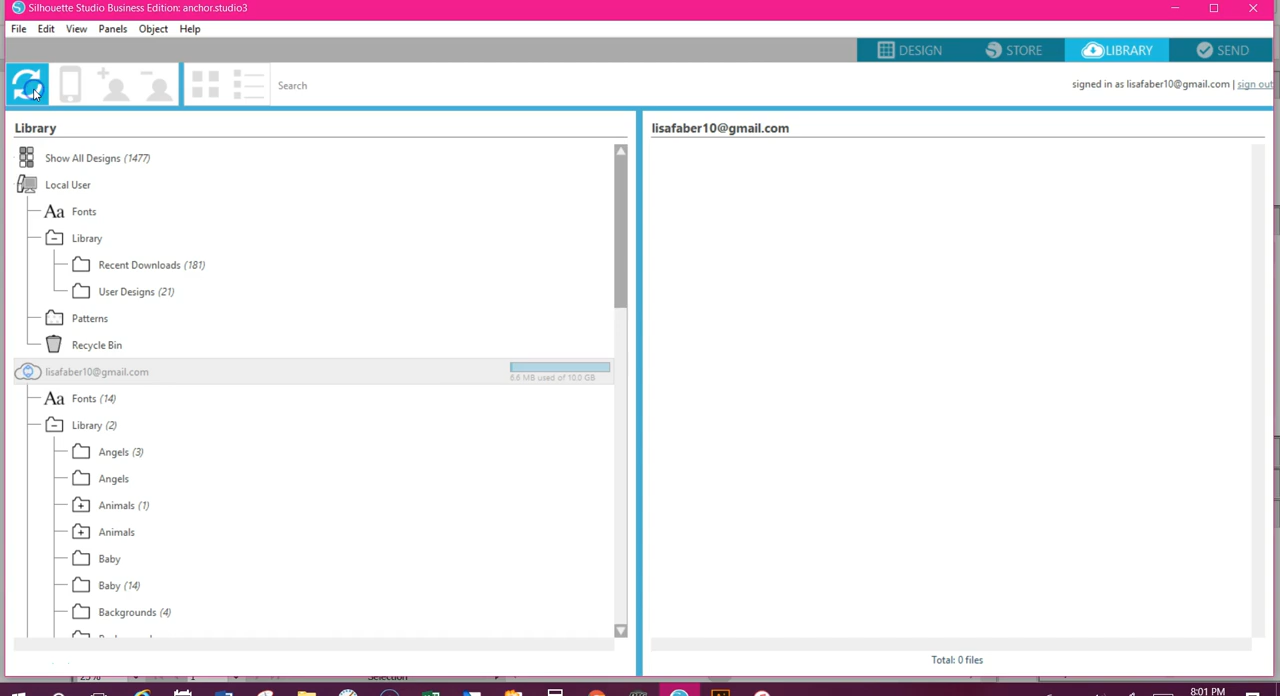 Silhouette Studio Business Edition: anchor.studio3
File Edit View Panels Object Help
DESIGN STORE LIBRARY SEND
Search
signed in as lisafaber10@gmail.com | sign out
Library
lisafaber10@gmail.com
Show All Designs (1477)
Local User
Aa Fonts
Library
Recent Downloads (181)
User Designs (21)
Patterns
Recycle Bin
lisafaber10@gmail.com
6.6 MB used of 10.0 GB
Aa Fonts (14)
Library (2)
Angels (3)
Angels
Animals (1)
Animals
Baby
Baby (14)
Backgrounds (4)
Total: 0 files
Selection
8:01 PM